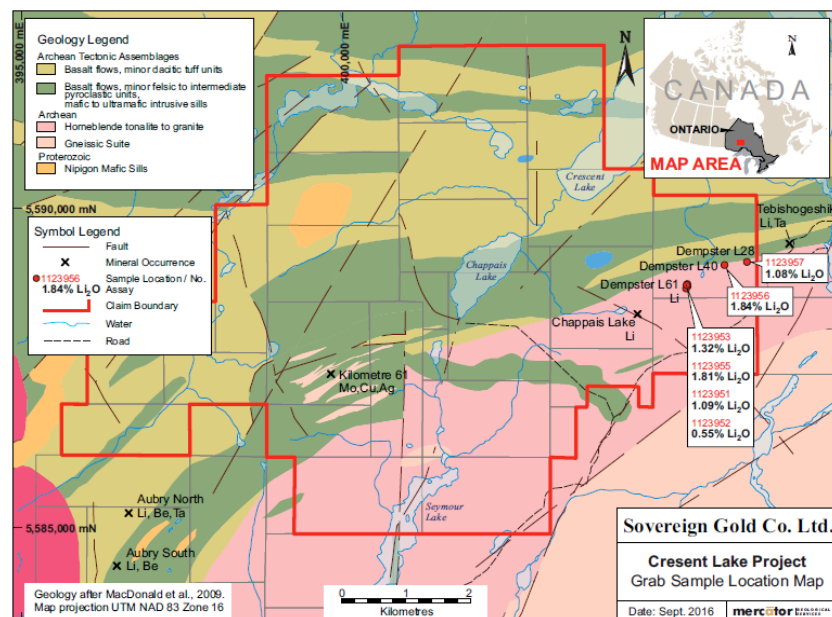 395,000 mE
400,000 mE
Geology Legend
Archean Tectonic Assemblages
Basalt flows, minor dacitic tuff units
Basalt flows, minor felsic to intermediate
pyroclastic units,
mafic to ultramafic intrusive sills
Archean
Homeblende tonalite to granite
Gneissic Suite
Proterozoic
Nipigon Mafic Sills
N
N
CANADA
ONTARIO
MAP AREA
5,590,000 mN
Symbol Legend
Fault
Mineral Occurrence
1123956 Sample Location / No.
1.84% Li2O Assay
Claim Boundary
Water
Road
Crescent
Lake
Chappais
Lake
Tebishogeshik
Li,Ta
Dempster L28
Dempster L40
Dempster L61
Li
1123957
1.08% Li2O
1123956
1.84% Li2O
Chappais Lake
Li
1123953
1.32% Li2O
1123955
1.81% Li2O
1123951
1.09% Li2O
1123952
0.55% Li2O
Kilometre 61
Mo,Cu,Ag
Aubry North
Li, Be,Ta
5,585,000 mN
Seymour
Lake
Aubry South
Li, Be
Geology after MacDonald et al., 2009.
Map projection UTM NAD 83 Zone 16
0 1 2
Kilometres
Sovereign Gold Co. Ltd.
Cresent Lake Project
Grab Sample Location Map
Date: Sept. 2016
mercator GEOLOGICAL
SERVICES